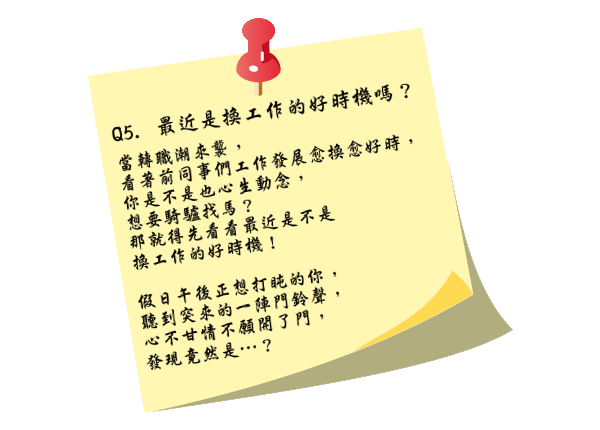 Q5. 最近是換工作的好時機嗎？
當轉職潮來襲，
看著前同事們工作發展愈換愈好時，
你是不是也心生動念，
想要騎驢找馬？
那就得先看看最近是不是
換工作的好時機！
假日午後正想打盹的你，
聽到突來的一陣門鈴聲，
心不甘情不願開了門，
發現竟然是…？